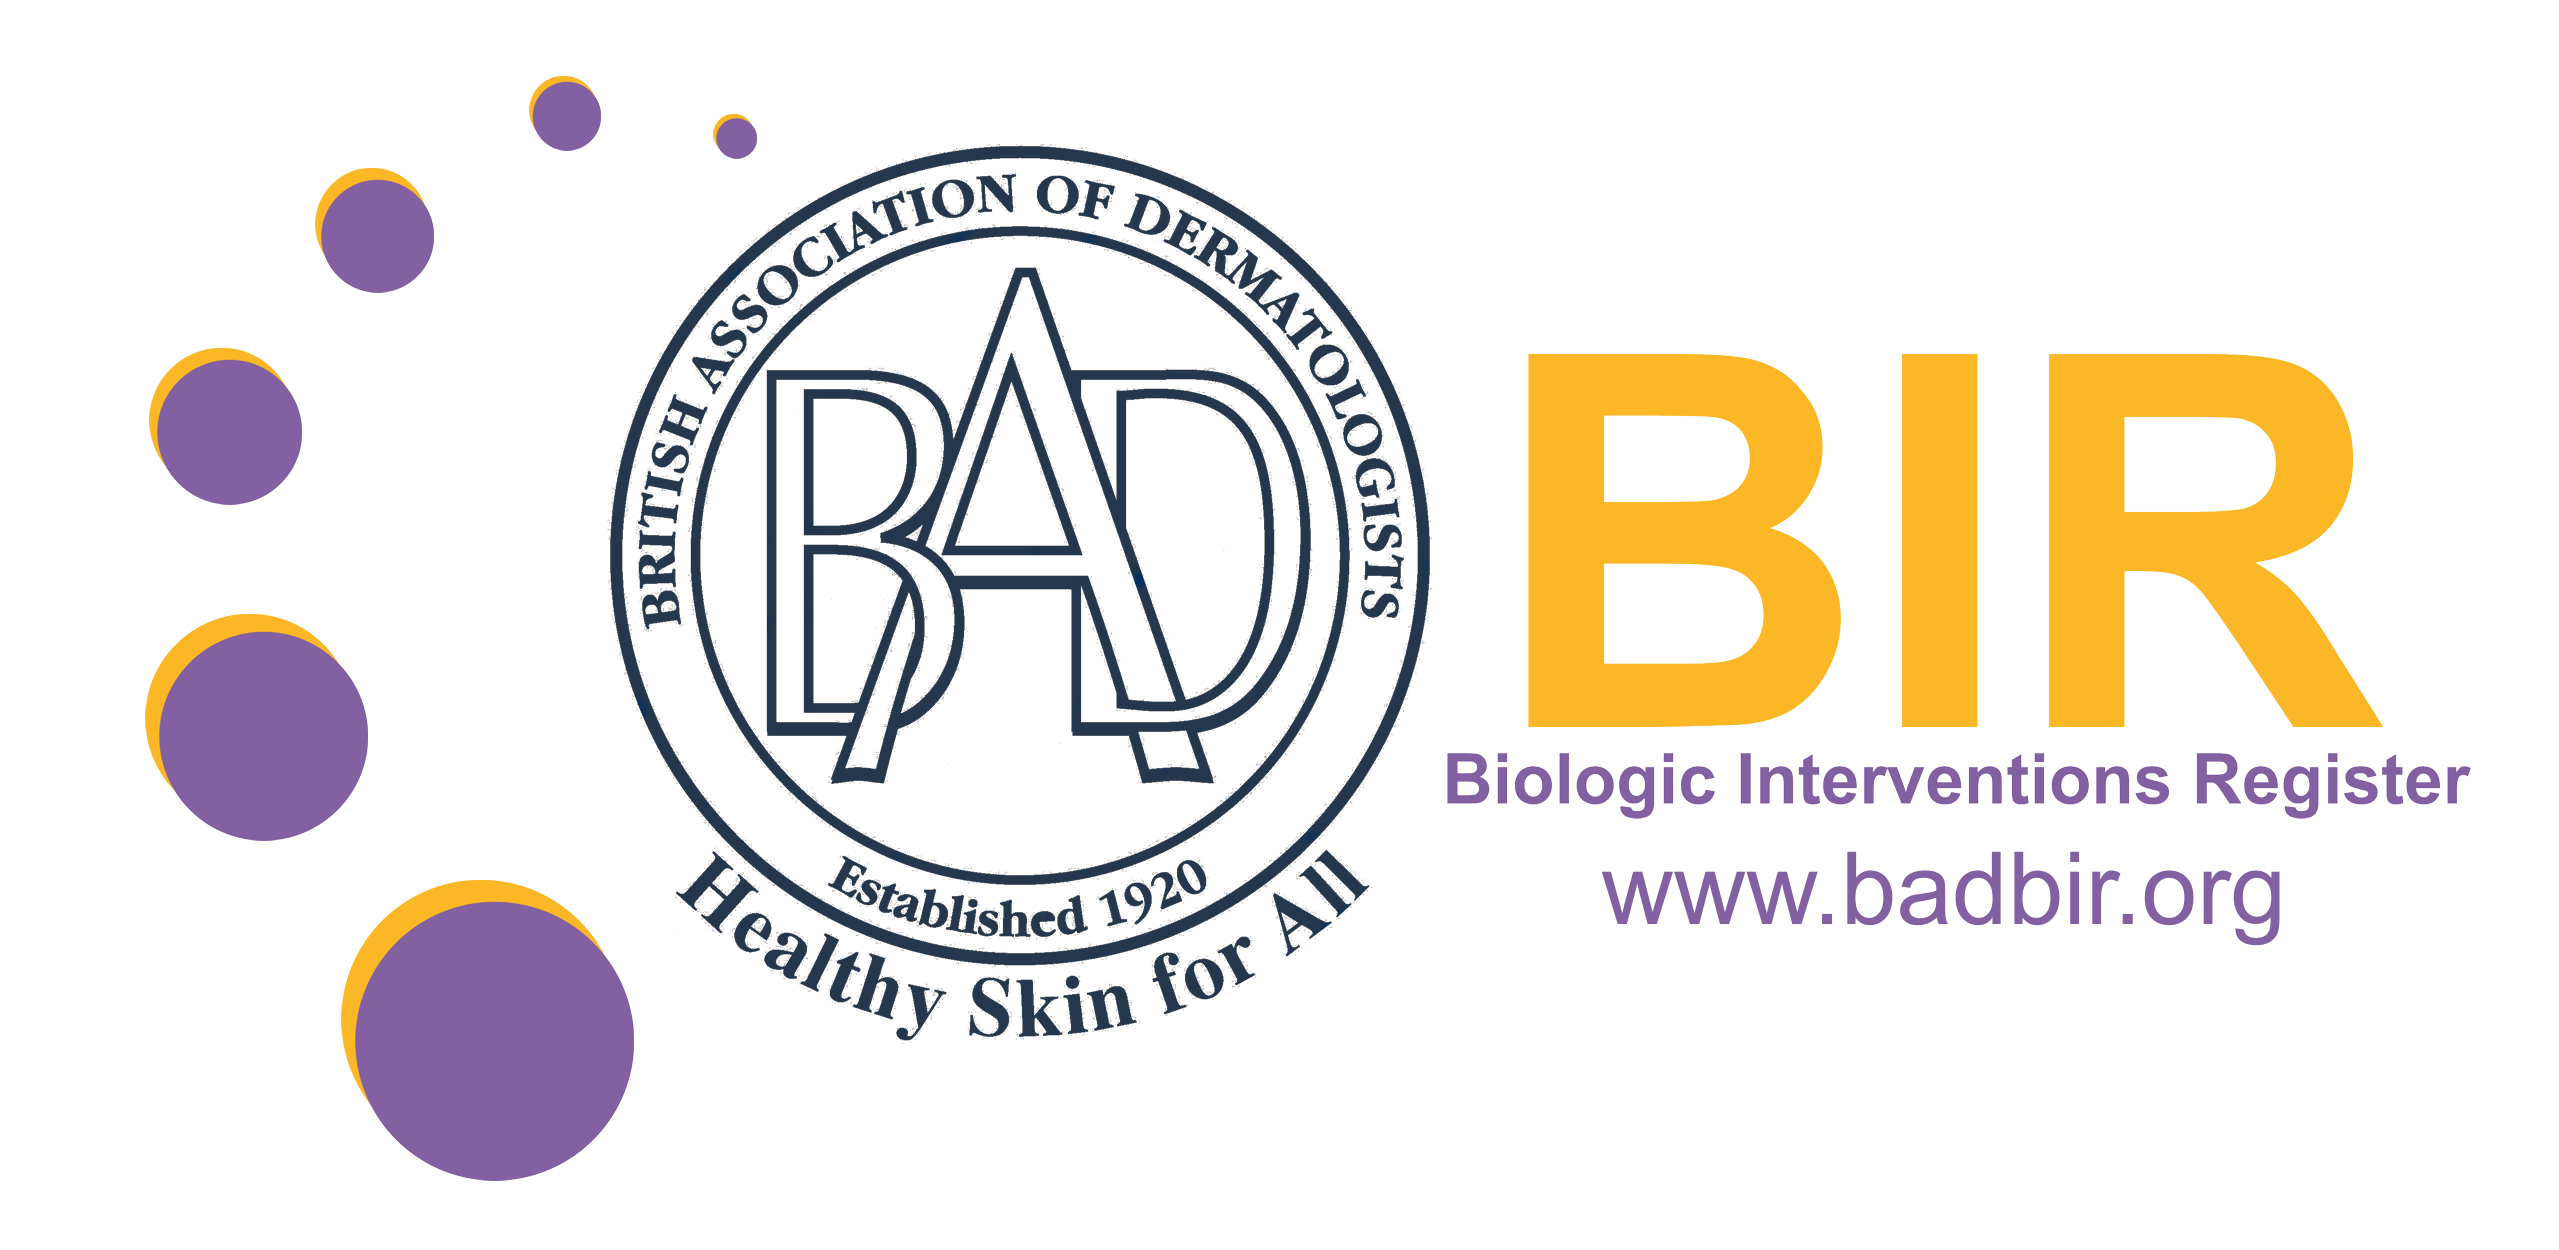 BRITISH ASSOCIATION OF DERMATOLOGISTS
BAD
Established 1920
Healthy Skin for All
BIR
Biologic Interventions Register
www.badbir.org